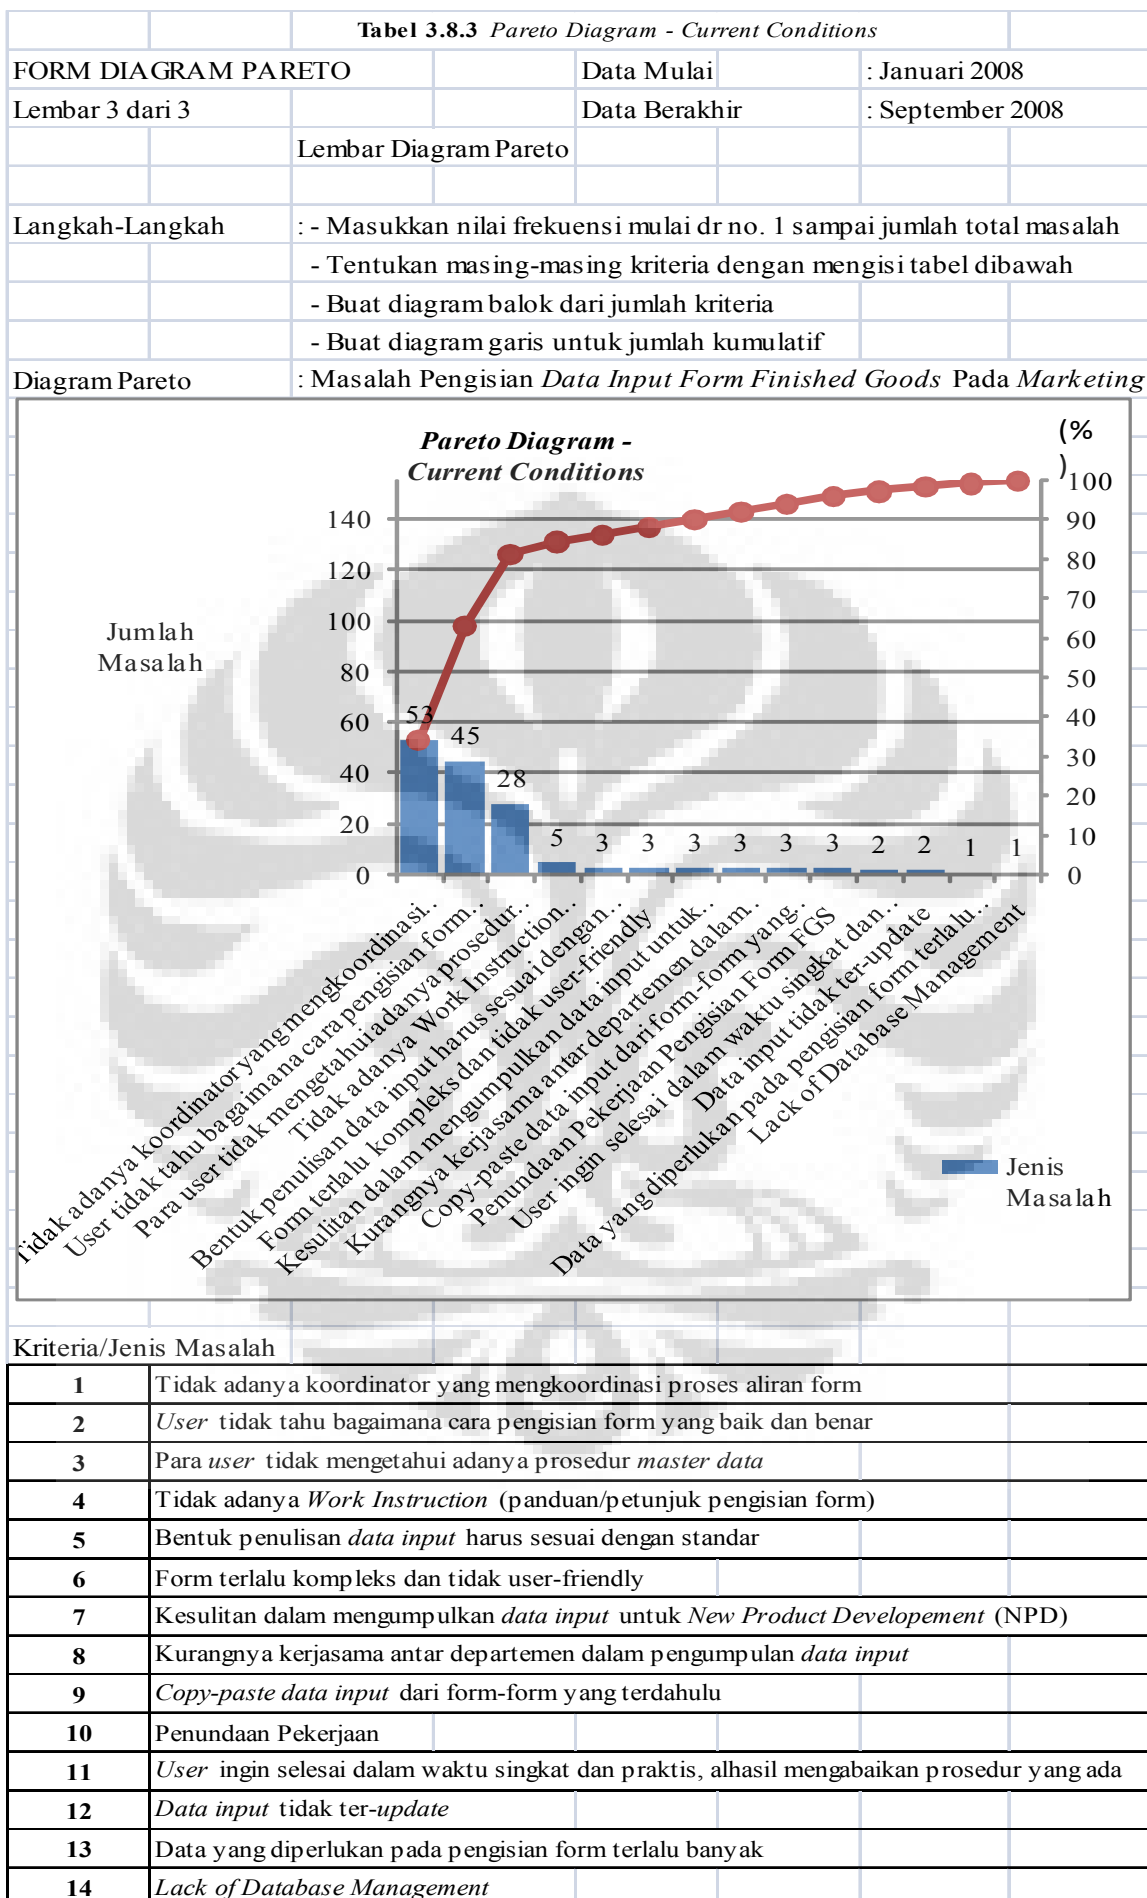 Tabel 3.8.3 Pareto Diagram - Current Conditions
FORM DIAGRAM PARETO Data Mulai : Januari 2008
Lembar 3 dari 3 Data Berakhir : September 2008
Lembar Diagram Pareto
Langkah-Langkah : - Masukkan nilai frekuensi mulai dr no. 1 sampai jumlah total masalah
- Tentukan masing-masing kriteria dengan mengisi tabel dibawah
- Buat diagram balok dari jumlah kriteria
- Buat diagram garis untuk jumlah kumulatif
Diagram Pareto : Masalah Pengisian Data Input Form Finished Goods Pada Marketing
Pareto Diagram -
Current Conditions
(%
)
Jumlah
Masalah
140
120
100
80
60
40
20
0
100
90
80
70
60
50
40
30
20
10
0
53 45 28 5 3 3 3 3 3 3 2 2 1 1
Tidak adanya koordinator yang mengkoordinasi..
User tidak tahu bagaimana cara pengisian form..
Para user tidak mengetahui adanya prosedur..
Tidak adanya Work Instruction..
Bentuk penulisan data input harus sesuai dengan..
Form terlalu kompleks dan tidak user-friendly
Kesulitan dalam mengumpulkan data input untuk..
Kurangnya kerjasama antar departemen dalam..
Copy-paste data input dari form-form yang..
Penundaan Pekerjaan Pengisian Form FGS
User ingin selesai dalam waktu singkat dan..
Data input tidak ter-update
Data yang diperlukan pada pengisian form terlalu..
Lack of Database Management
Jenis
Masalah
Kriteria/Jenis Masalah
1 Tidak adanya koordinator yang mengkoordinasi proses aliran form
2 User tidak tahu bagaimana cara pengisian form yang baik dan benar
3 Para user tidak mengetahui adanya prosedur master data
4 Tidak adanya Work Instruction (panduan/petunjuk pengisian form)
5 Bentuk penulisan data input harus sesuai dengan standar
6 Form terlalu kompleks dan tidak user-friendly
7 Kesulitan dalam mengumpulkan data input untuk New Product Developement (NPD)
8 Kurangnya kerjasama antar departemen dalam pengumpulan data input
9 Copy-paste data input dari form-form yang terdahulu
10 Penundaan Pekerjaan
11 User ingin selesai dalam waktu singkat dan praktis, alhasil mengabaikan prosedur yang ada
12 Data input tidak ter-update
13 Data yang diperlukan pada pengisian form terlalu banyak
14 Lack of Database Management